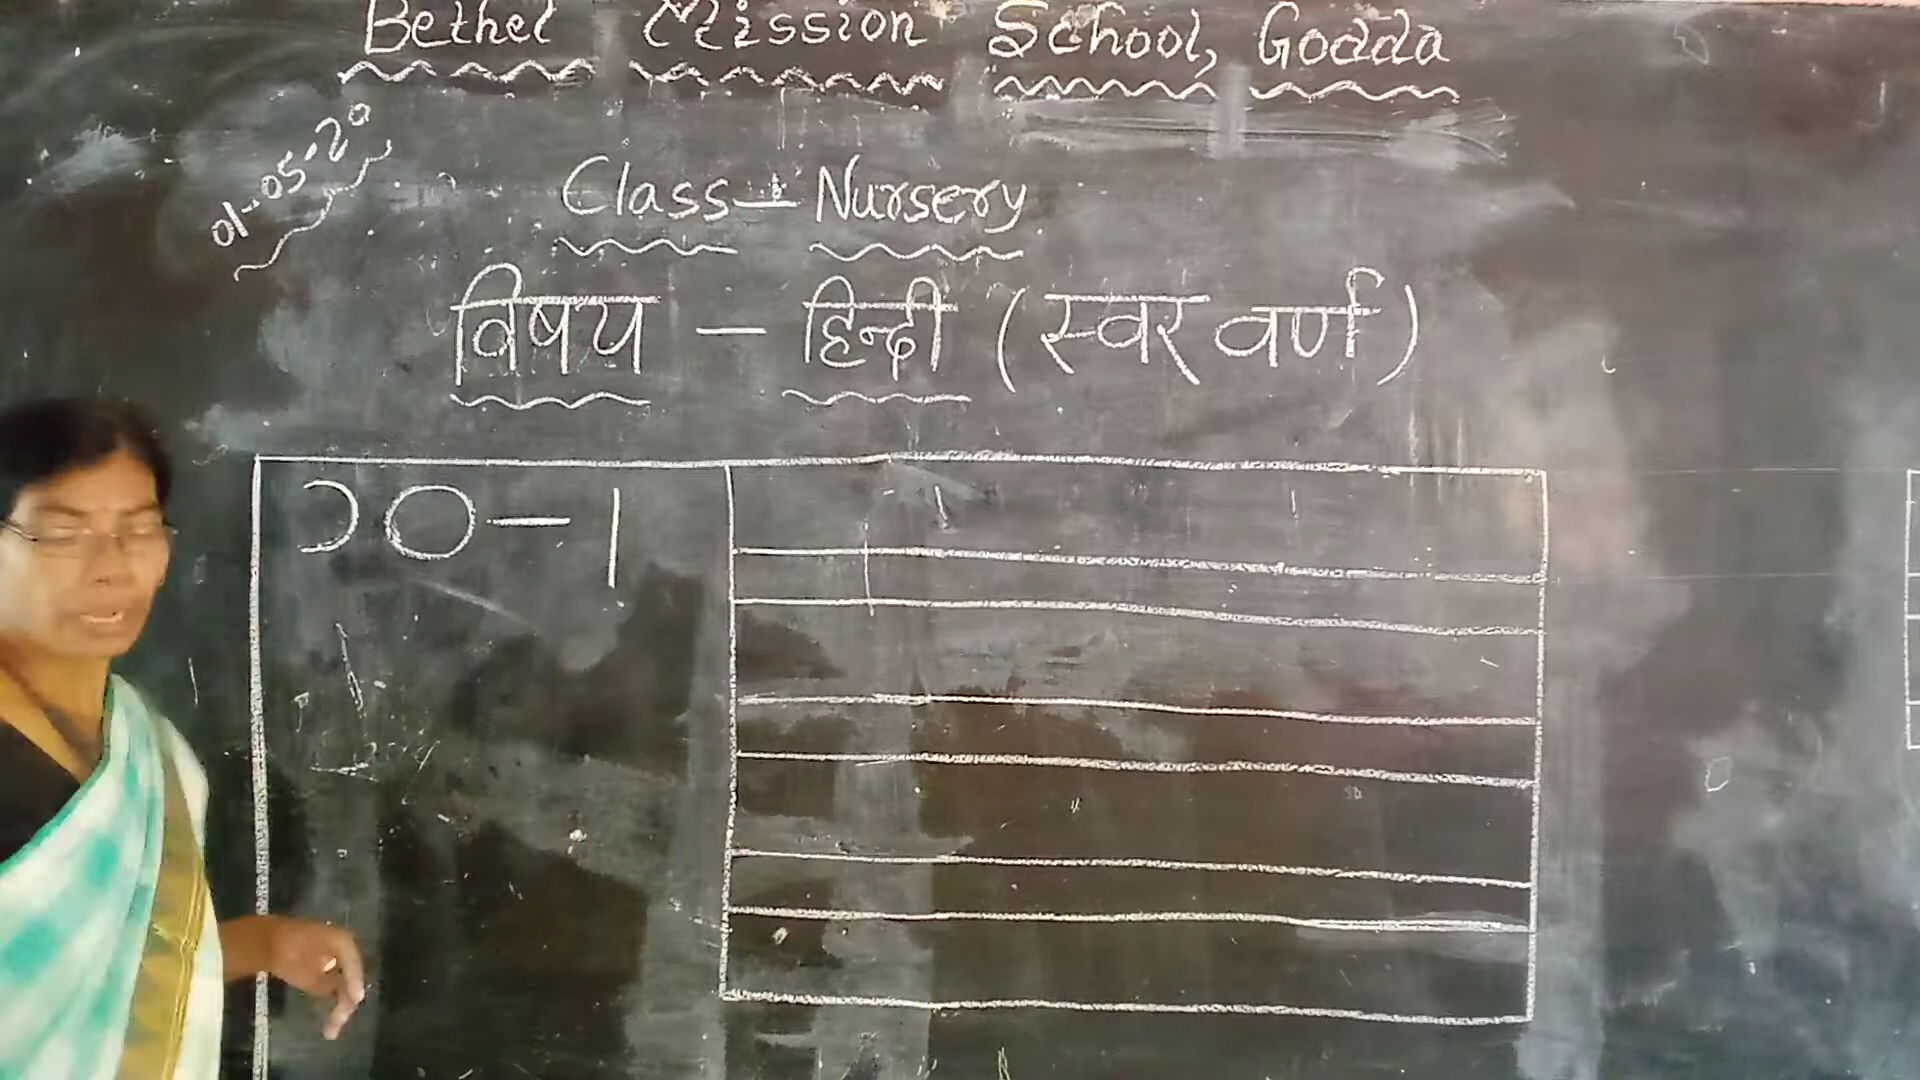 Bethel Mission School, Godda
01-05-20
Class - Nursery
विषय - हिन्दी (स्वर वर्ण)